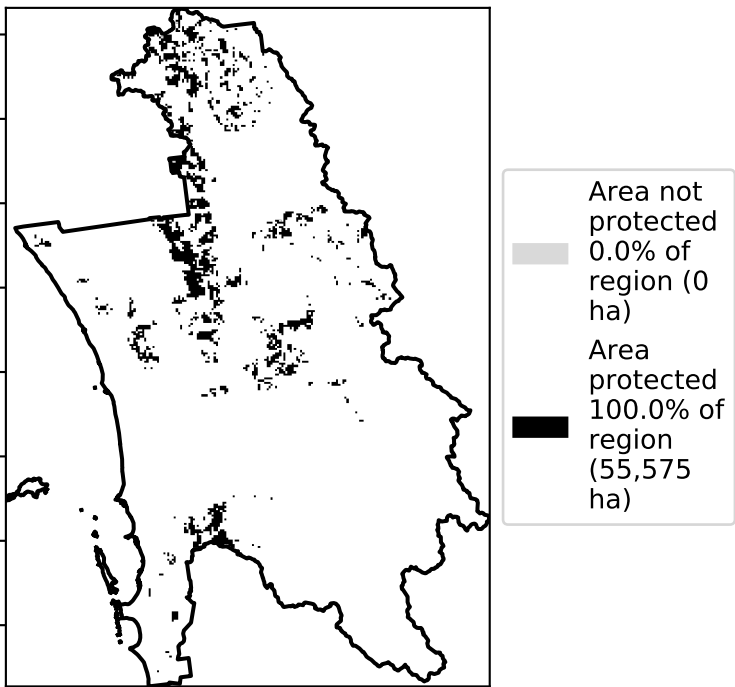 Area not
protected
0.0% of
region (0
ha)
Area
protected
100.0% of
region
(55,575
ha)